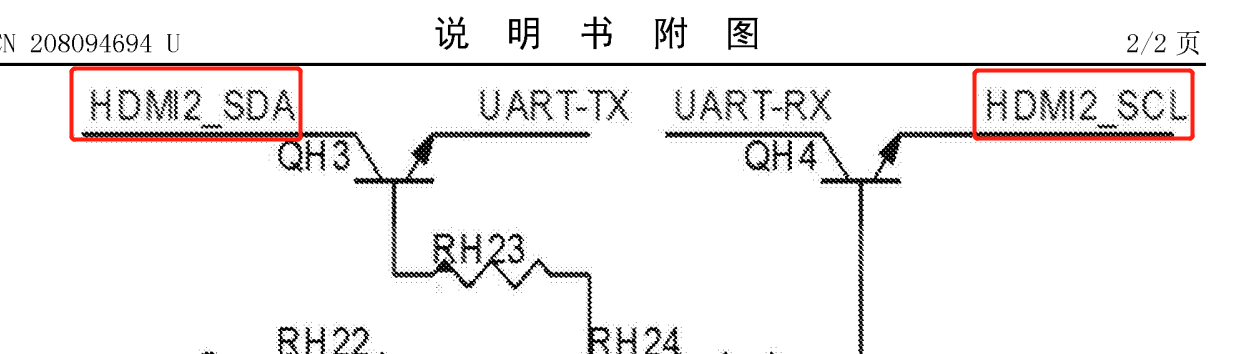 CN 208094694 U 说明书附图 2/2 页
HDMI2_SDA UART-TX UART-RX HDMI2_SCL
QH3 QH4
RH23
RH22 RH24